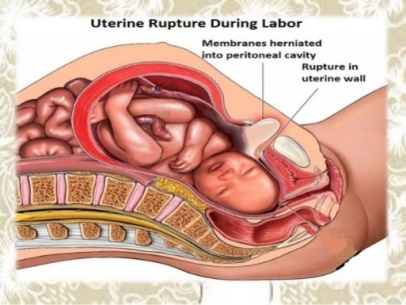 Uterine Rupture During Labor
Membranes herniated
into peritoneal cavity
Rupture in
uterine wall